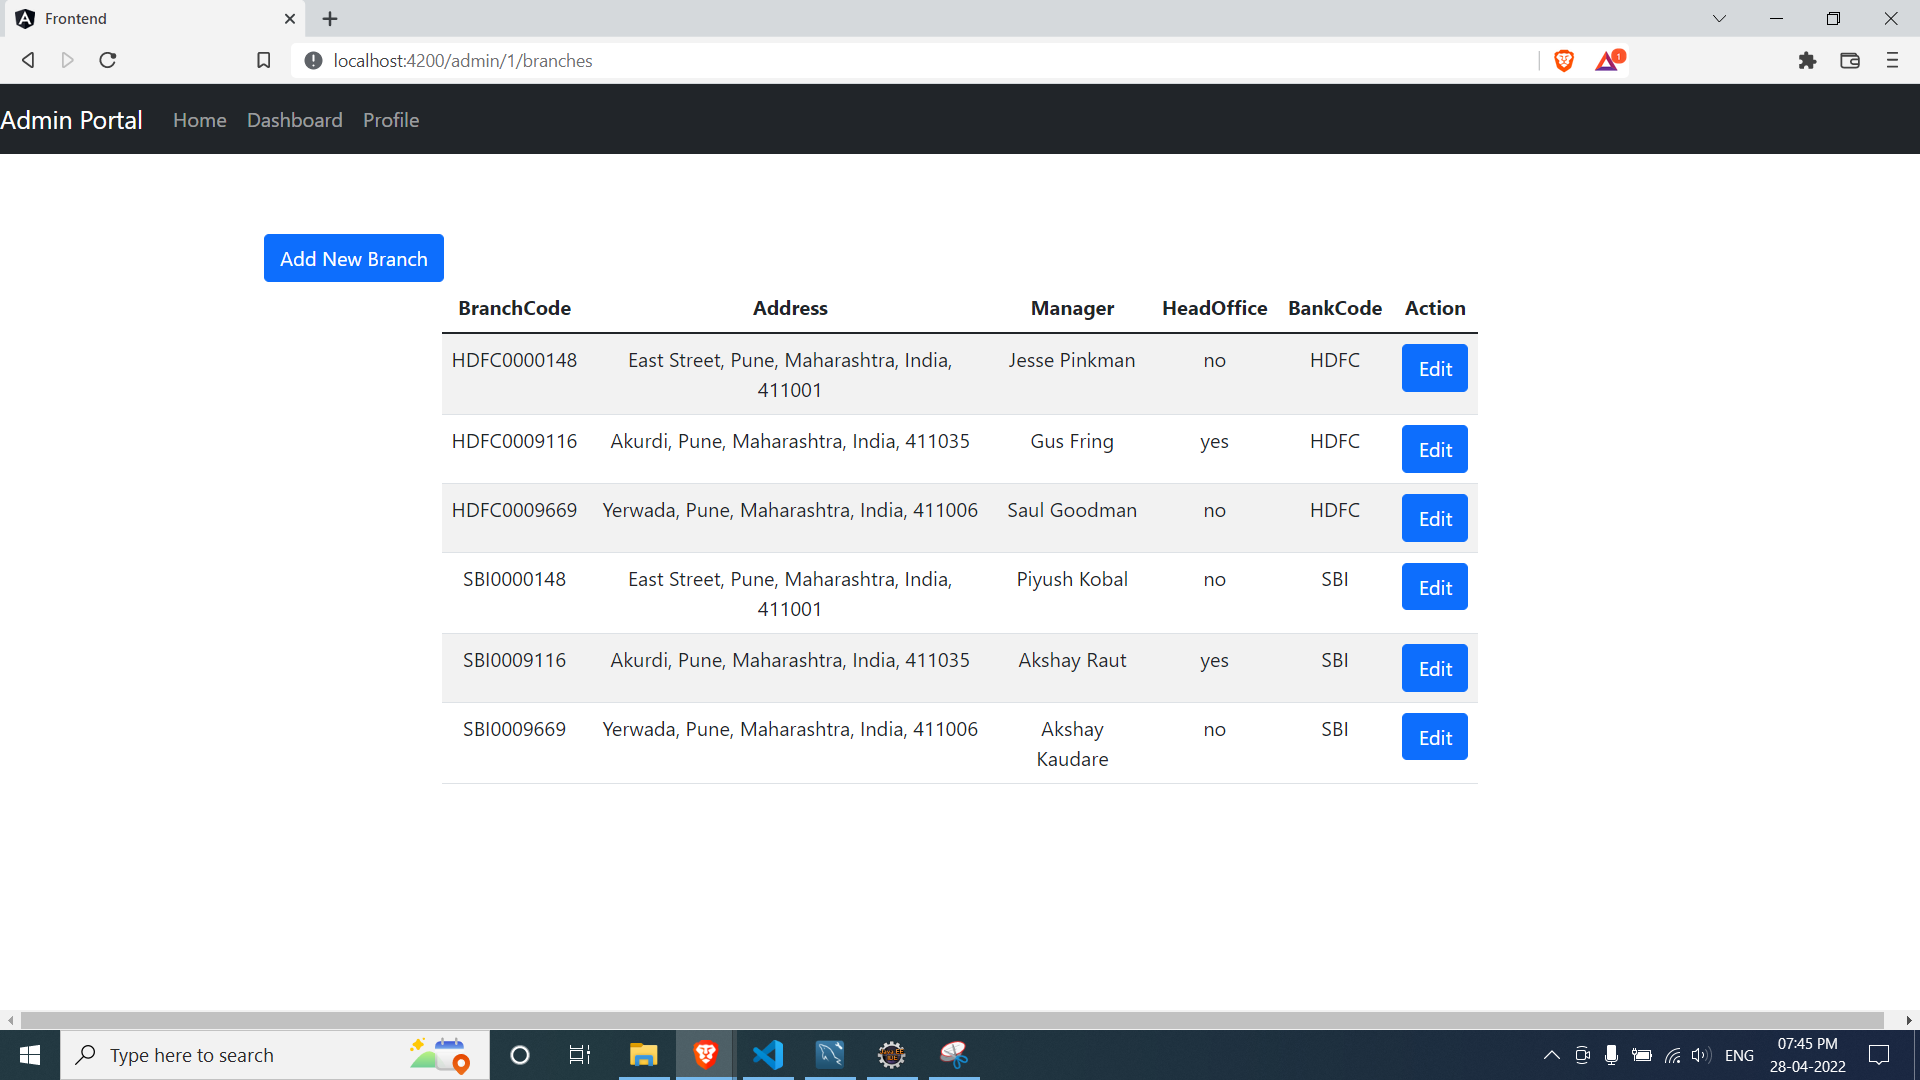 Frontend
localhost:4200/admin/1/branches
1
Admin Portal Home Dashboard Profile
Add New Branch
BranchCode Address Manager HeadOffice BankCode Action
HDFC0000148 East Street, Pune, Maharashtra, India, Jesse Pinkman no HDFC Edit
411001
HDFC0009116 Akurdi, Pune, Maharashtra, India, 411035 Gus Fring yes HDFC Edit
HDFC0009669 Yerwada, Pune, Maharashtra, India, 411006 Saul Goodman no HDFC Edit
SBI0000148 East Street, Pune, Maharashtra, India, Piyush Kobal no SBI Edit
411001
SBI0009116 Akurdi, Pune, Maharashtra, India, 411035 Akshay Raut yes SBI Edit
SBI0009669 Yerwada, Pune, Maharashtra, India, 411006 Akshay no SBI Edit
Kaudare
Type here to search
ENG
07:45 PM
28-04-2022